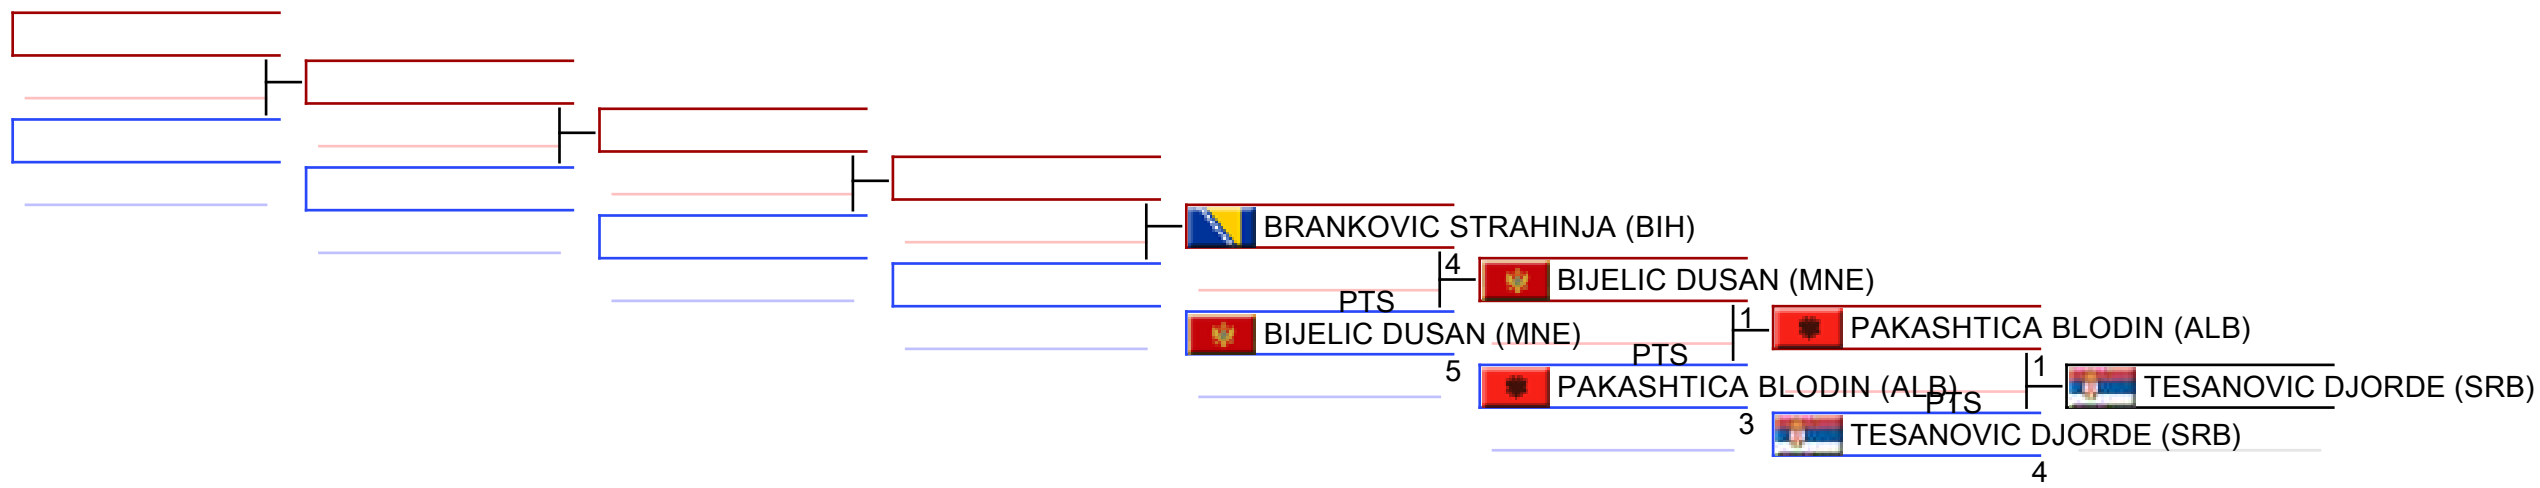 BRANKOVIC STRAHINJA (BIH)
4
PTS
BIJELIC DUSAN (MNE)
5
BIJELIC DUSAN (MNE)
1
PTS
PAKASHTICA BLODIN (ALB)
3
PAKASHTICA BLODIN (ALB)
1
PTS
TESANOVIC DJORDE (SRB)
4
TESANOVIC DJORDE (SRB)